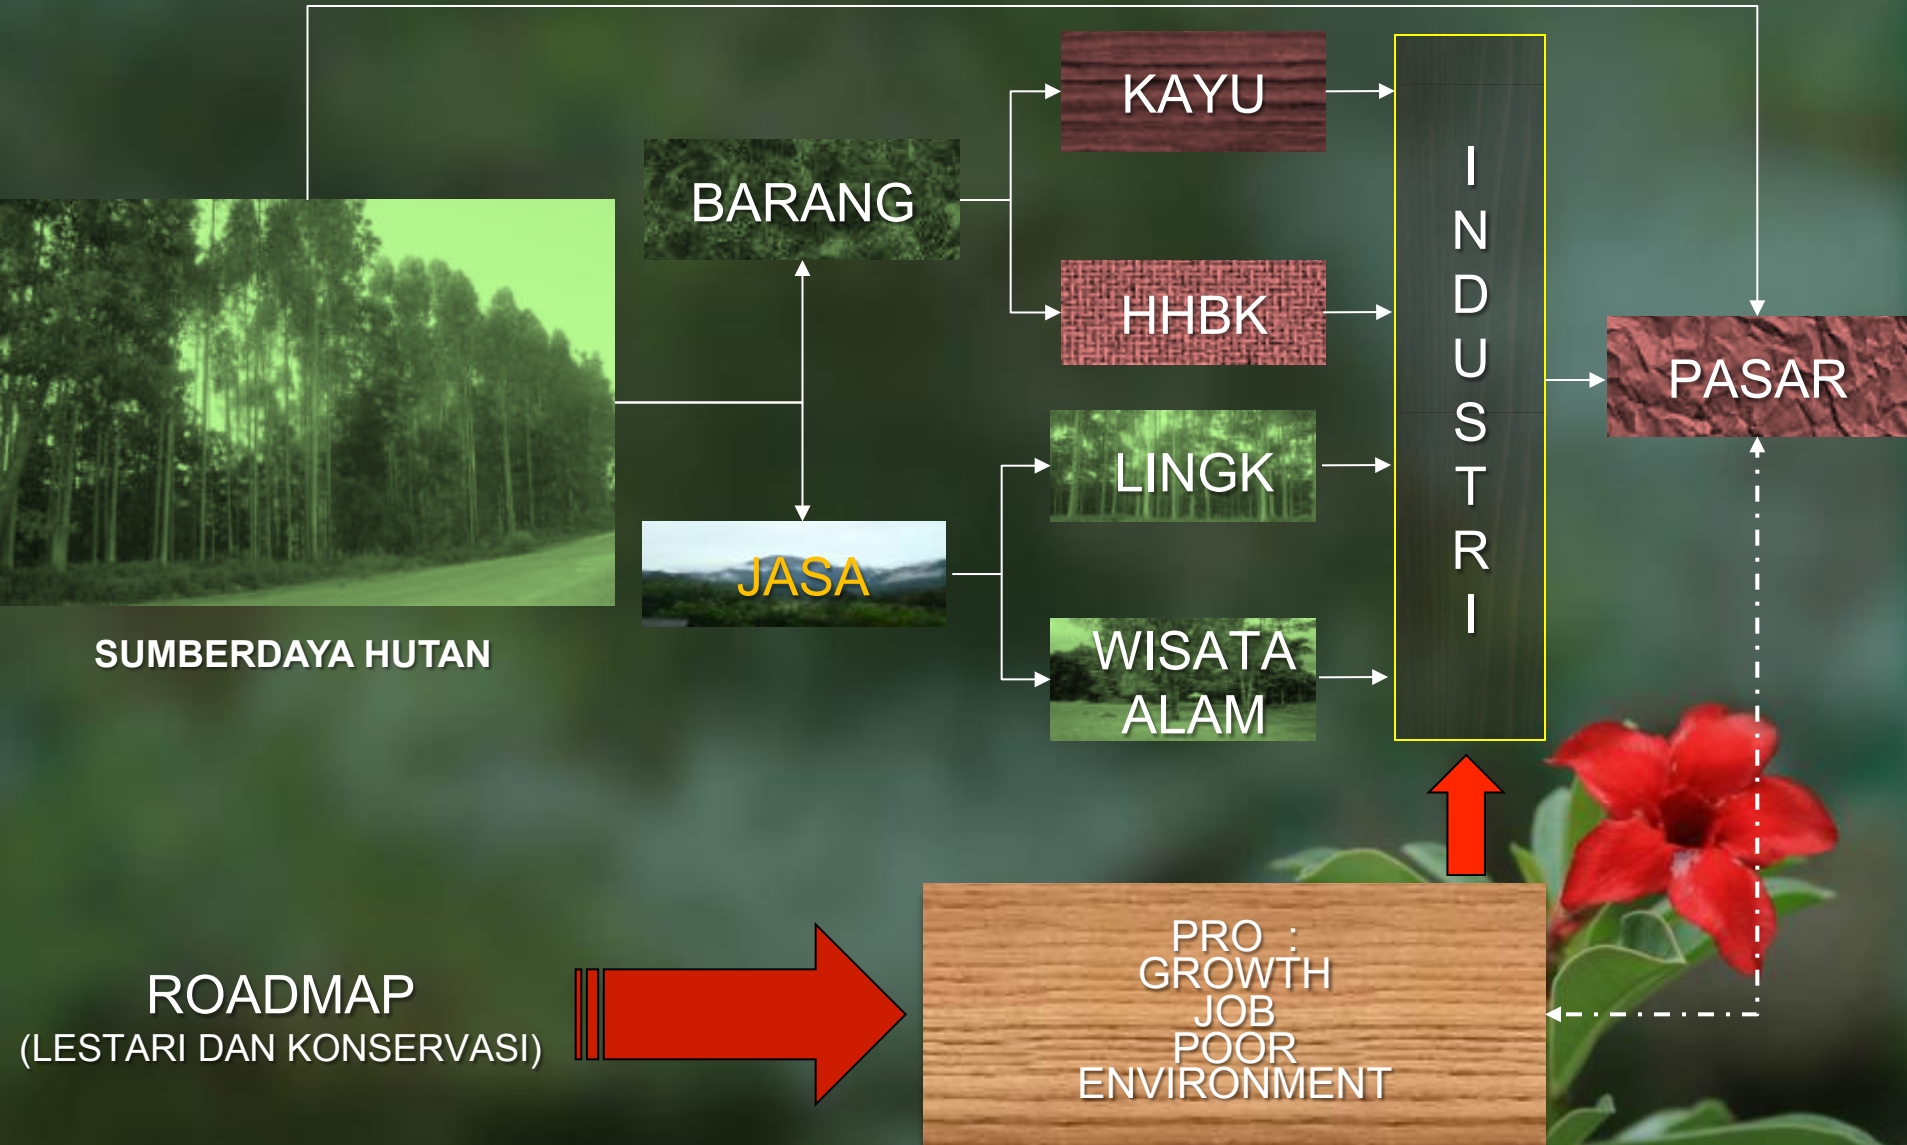 KAYU
BARANG
HHBK
INDUSTRI
PASAR
LINGK
JASA
WISATA
ALAM
SUMBERDAYA HUTAN
ROADMAP
(LESTARI DAN KONSERVASI)
PRO :
GROWTH
JOB
POOR
ENVIRONMENT